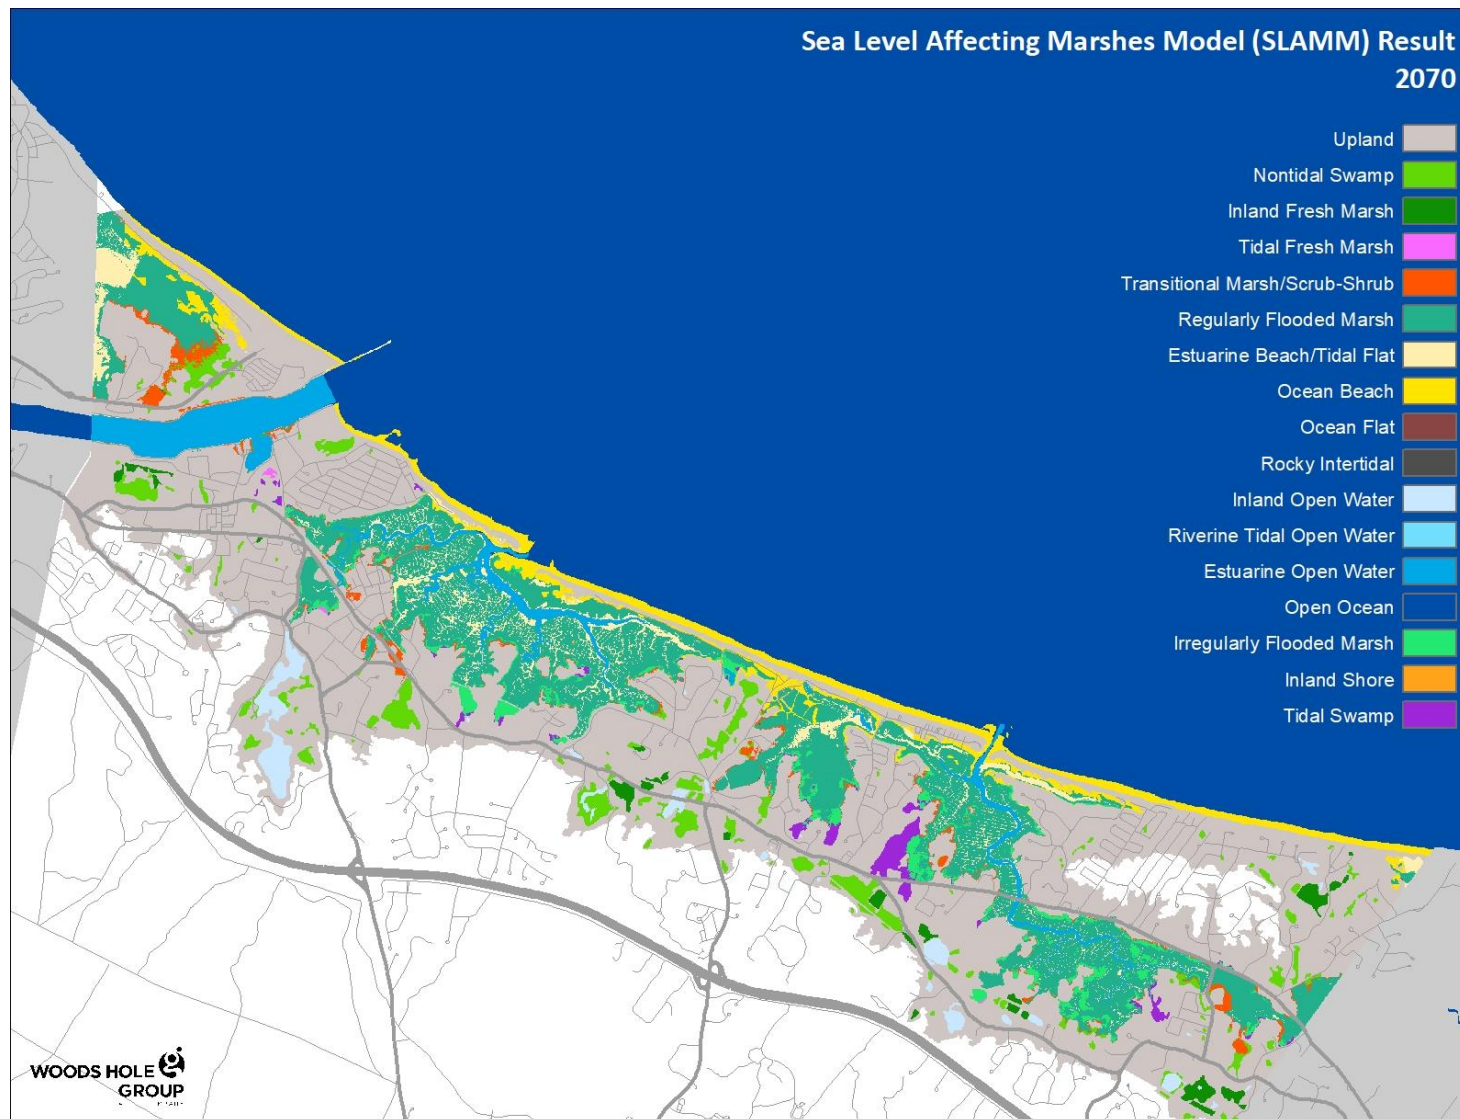 Sea Level Affecting Marshes Model (SLAMM) Result
2070
Upland
Nontidal Swamp
Inland Fresh Marsh
Tidal Fresh Marsh
Transitional Marsh/Scrub-Shrub
Regularly Flooded Marsh
Estuarine Beach/Tidal Flat
Ocean Beach
Ocean Flat
Rocky Intertidal
Inland Open Water
Riverine Tidal Open Water
Estuarine Open Water
Open Ocean
Irregularly Flooded Marsh
Inland Shore
Tidal Swamp
WOODS HOLE
GROUP